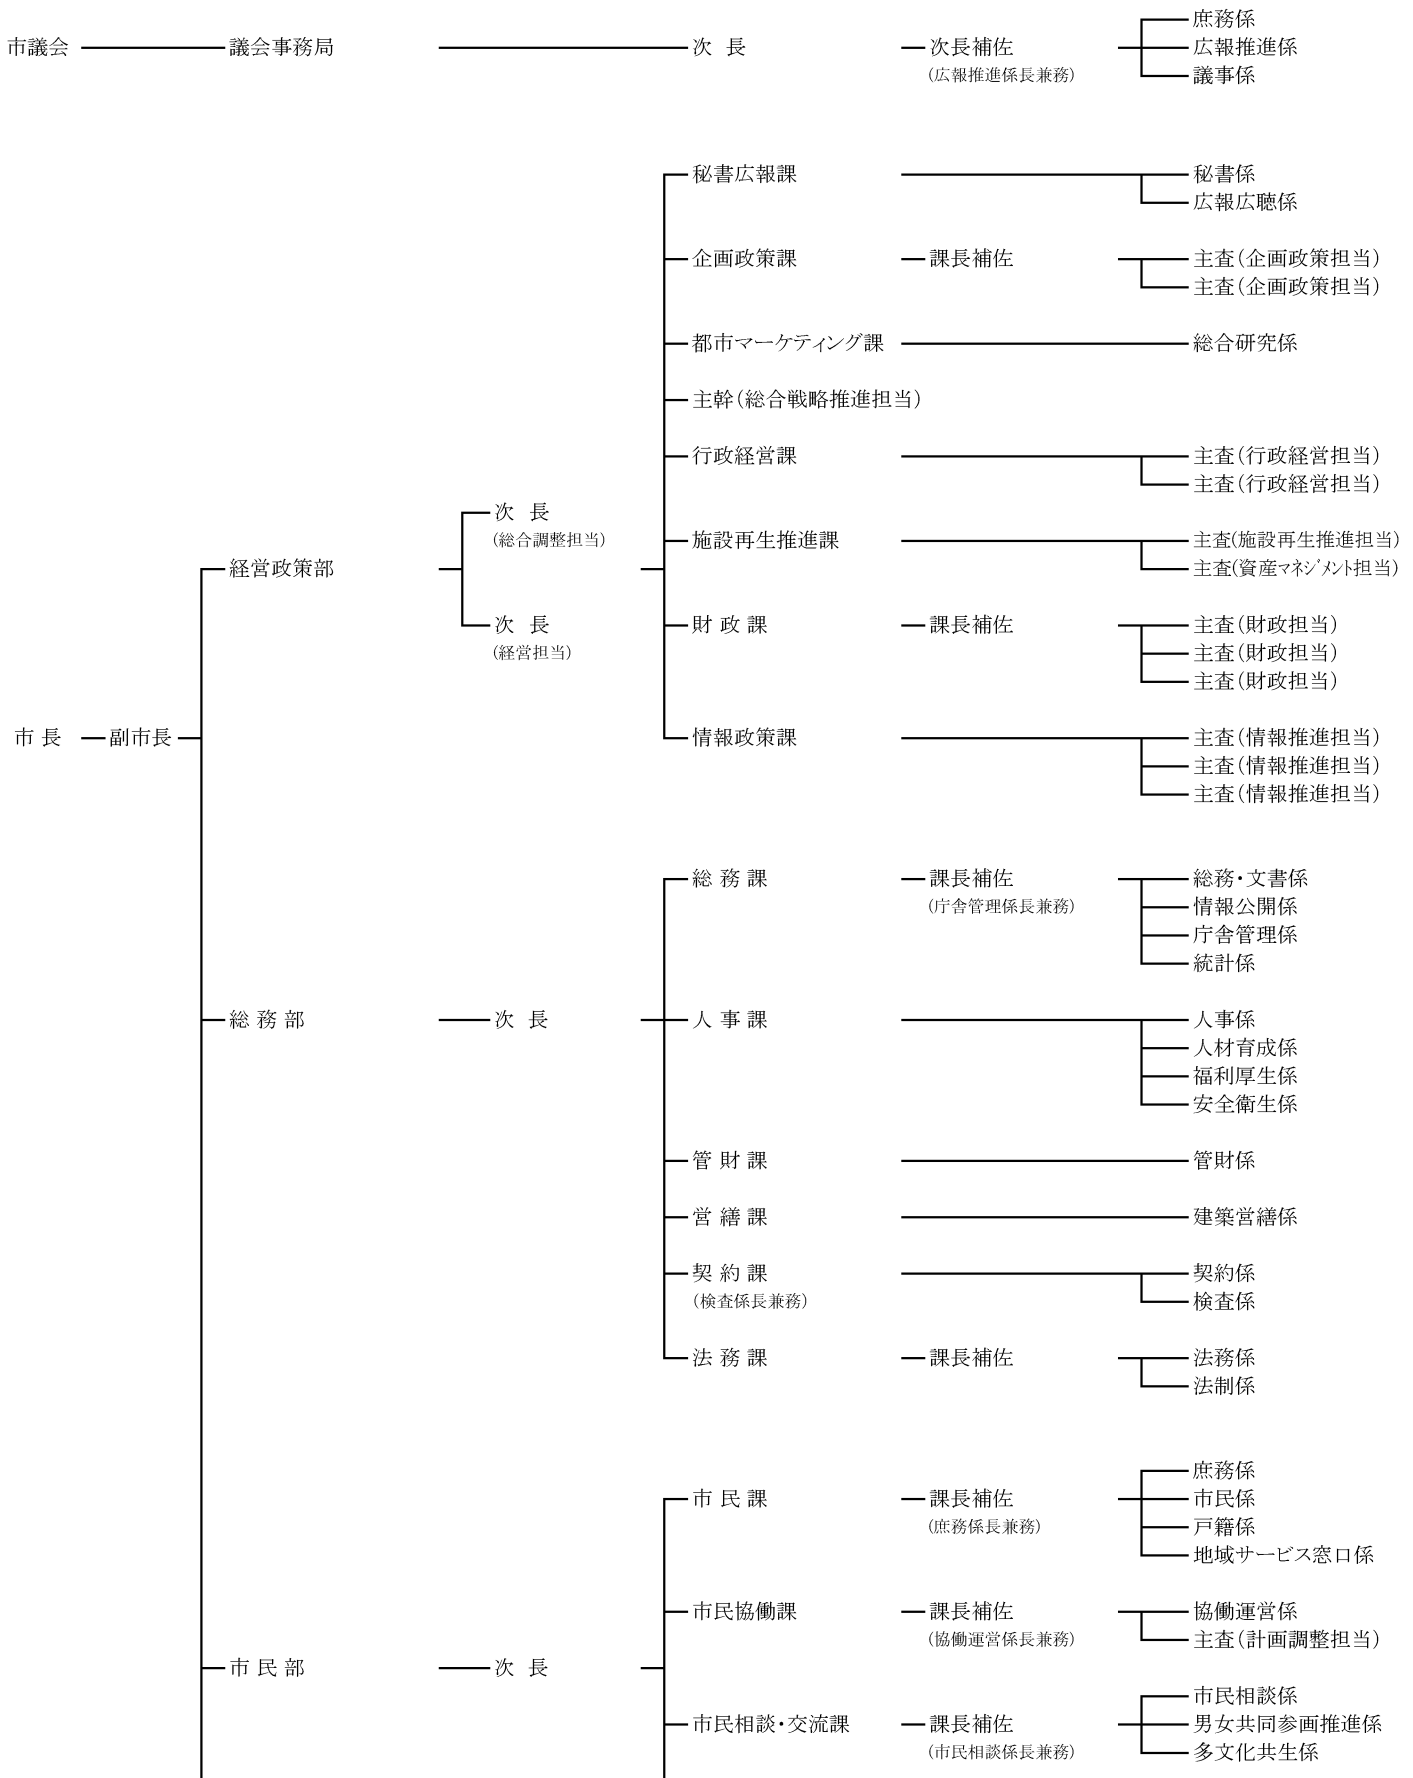 庶務係
市議会 議会事務局 次 長 次長補佐 広報推進係
(広報推進係長兼務) 議事係
秘書広報課 秘書係
広報広聴係
企画政策課 課長補佐 主査(企画政策担当)
主査(企画政策担当)
都市マーケティング課 総合研究係
主幹(総合戦略推進担当)
行政経営課 主査(行政経営担当)
主査(行政経営担当)
次 長
(総合調整担当) 施設再生推進課 主査(施設再生推進担当)
経営政策部 主査(資産マネジメント担当)
次 長 財 政 課 課長補佐 主査(財政担当)
(経営担当) 主査(財政担当)
主査(財政担当)
市 長 副市長 情報政策課 主査(情報推進担当)
主査(情報推進担当)
主査(情報推進担当)
総 務 課 課長補佐 総務・文書係
(庁舎管理係長兼務) 情報公開係
庁舎管理係
統計係
総 務 部 次 長 人 事 課 人事係
人材育成係
福利厚生係
安全衛生係
管 財 課 管財係
営 繕 課 建築営繕係
契 約 課 契約係
(検査係長兼務) 検査係
法 務 課 課長補佐 法務係
法制係
庶務係
市 民 課 課長補佐 市民係
(庶務係長兼務) 戸籍係
地域サービス窓口係
市民協働課 課長補佐 協働運営係
(協働運営係長兼務) 主査(計画調整担当)
市 民 部 次 長
市民相談係
市民相談・交流課 課長補佐 男女共同参画推進係
(市民相談係長兼務) 多文化共生係